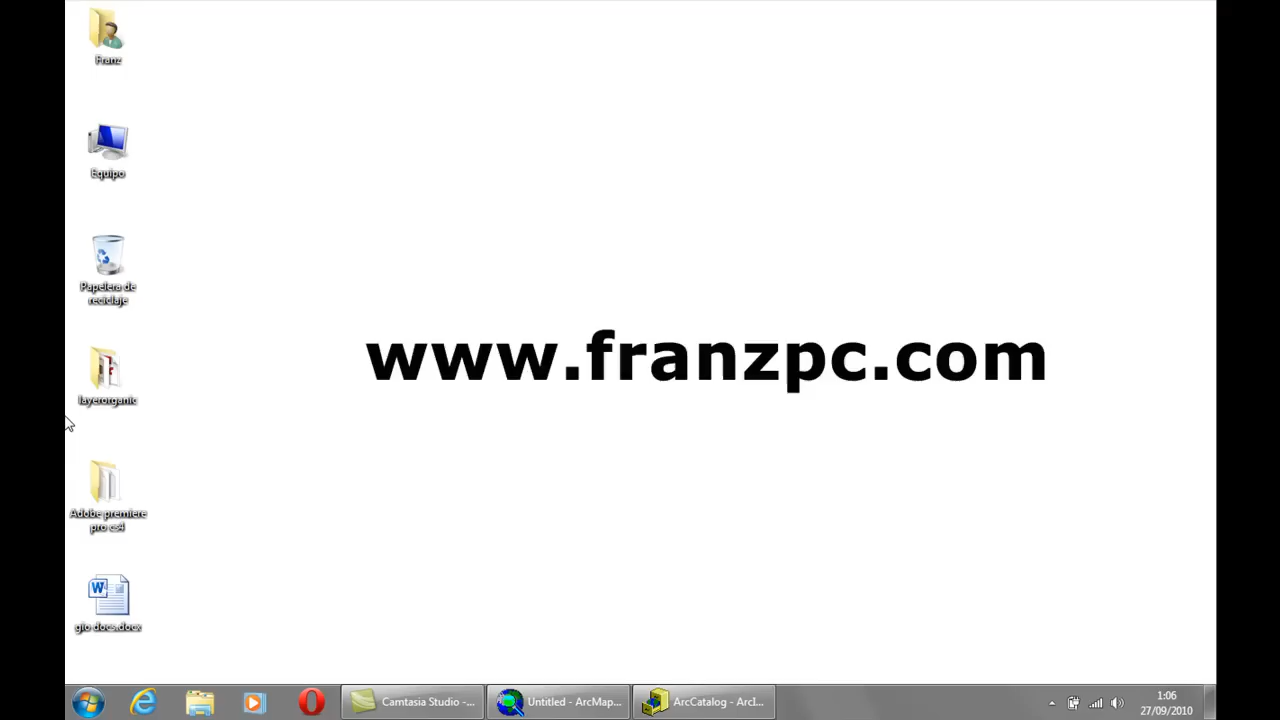 Franz
Equipo
Papelera de
reciclaje
layerorganic
www.franzpc.com
Adobe premiere
pro cs4
gio docs.docx
Camtasia Studio -...
Untitled - ArcMap...
ArcCatalog - ArcI...
1:06
27/09/2010